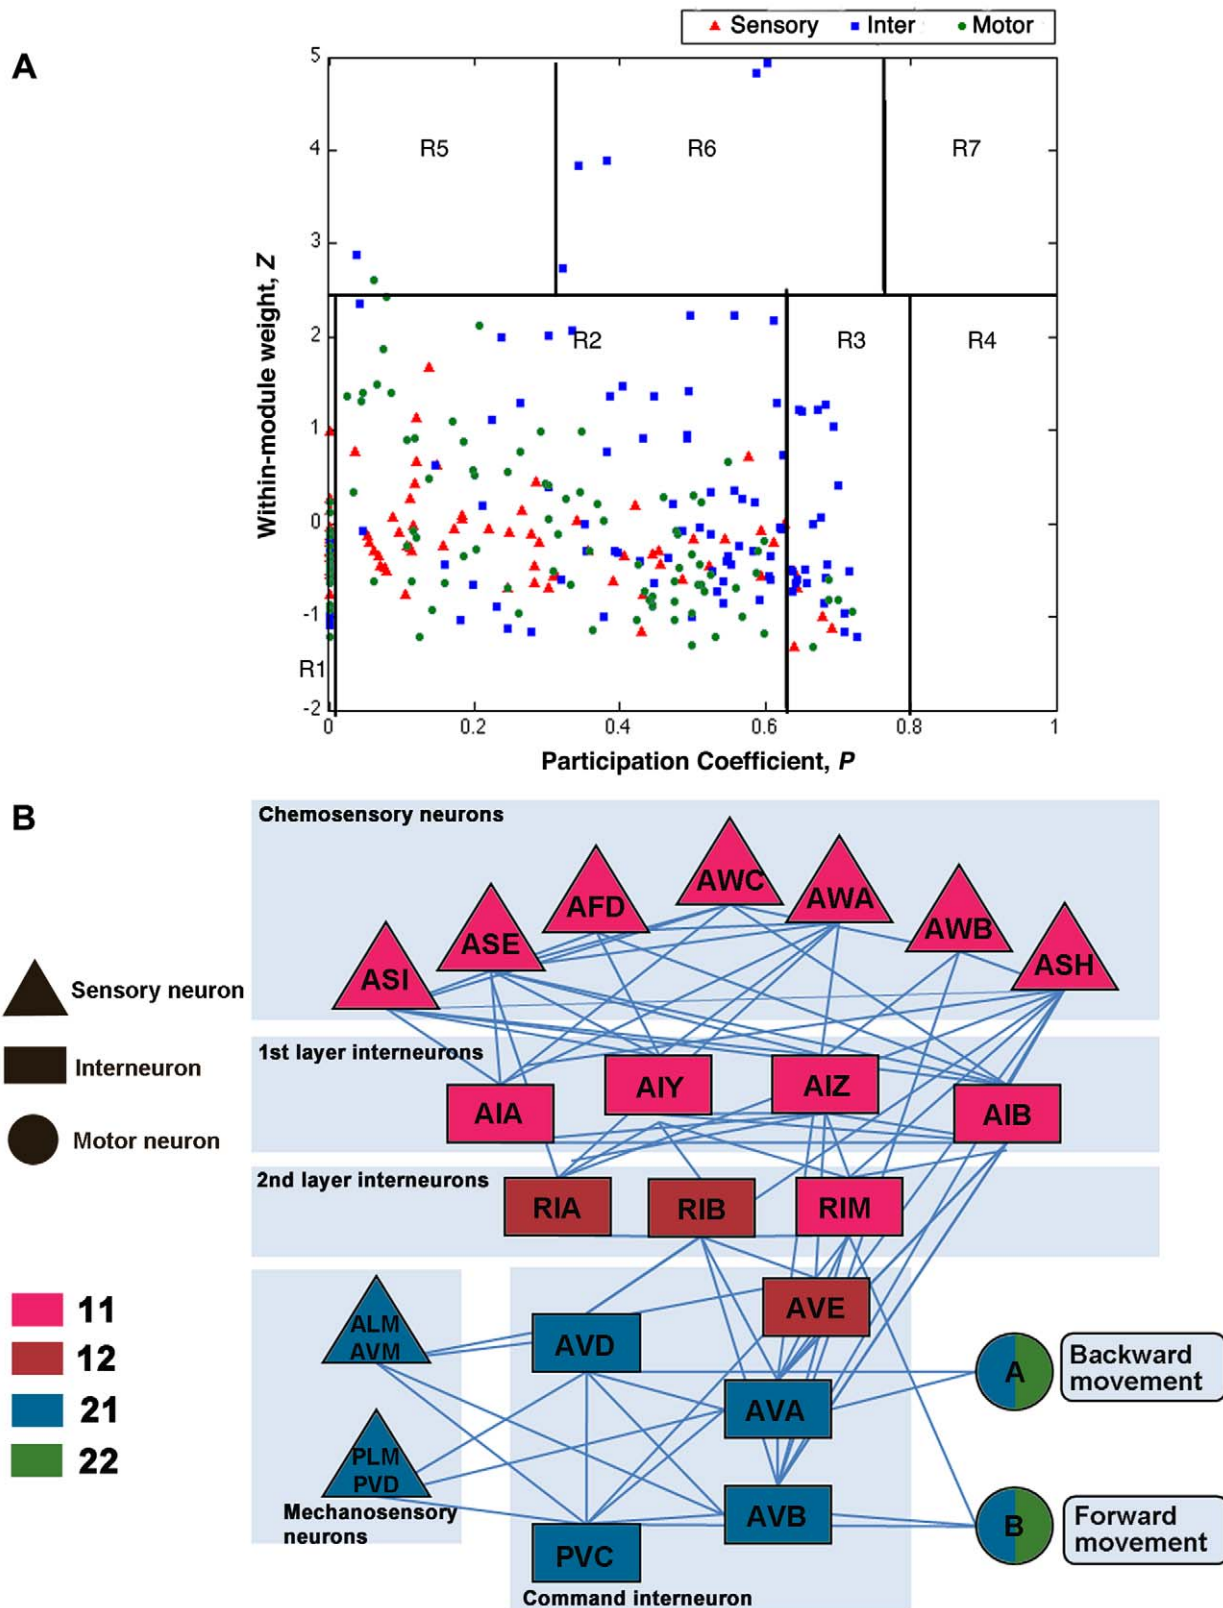 Sensory Inter Motor
A
5
4
3
2
1
0
-1
-2
R5 R6 R7
R2 R3 R4
R1
Within-module weight, Z
0 0.2 0.4 0.6 0.8 1
Participation Coefficient, P
B
Chemosensory neurons
ASI ASE AFD AWC AWA AWB ASH
Sensory neuron
Interneuron
Motor neuron
1st layer interneurons
AIA AIY AIZ AIB
2nd layer interneurons
RIA RIB RIM
11
12
21
22
ALM
AVM
PLM
PVD
Mechanosensory
neurons
AVE
AVD
AVA
AVB
PVC
Command interneuron
A
Backward
movement
B
Forward
movement